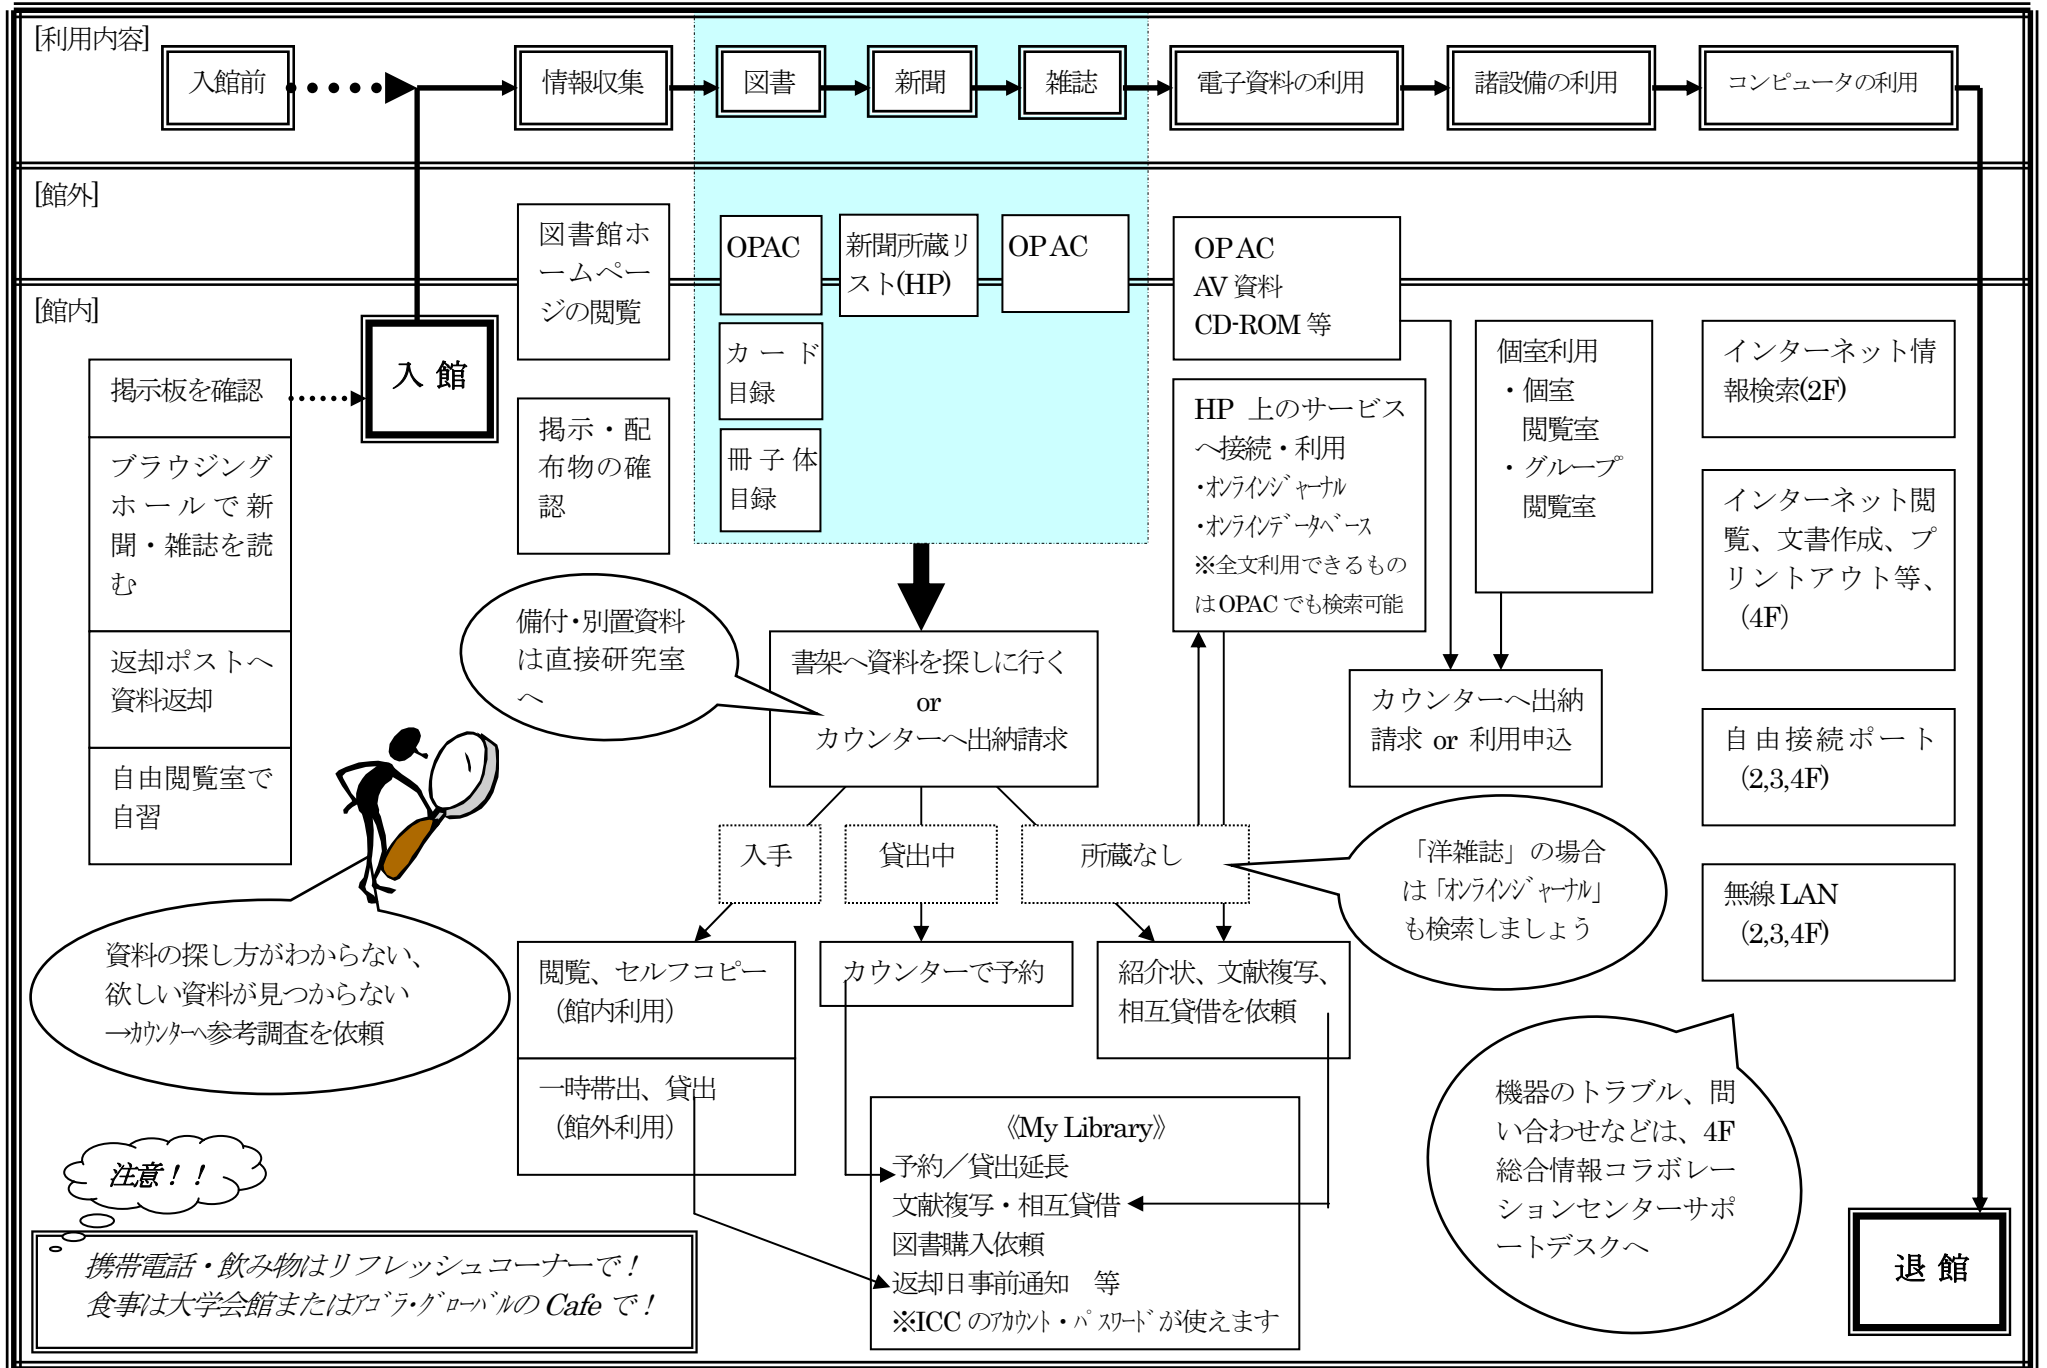 [利用内容]
入館前
情報収集
図書
新聞
雑誌
電子資料の利用
諸設備の利用
コンピュータの利用
[館外]
[館内]
入 館
掲示板を確認
ブラウジング
ホールで新
聞・雑誌を読
む
返却ポストへ
資料返却
自由閲覧室で
自習
図書館ホ
ームペー
ジの閲覧
掲示・配
布物の確
認
OPAC
カード
目録
冊子体
目録
新聞所蔵リ
スト(HP)
OPAC
OPAC
AV 資料
CD-ROM 等
HP 上のサービス
へ接続・利用
・オンラインジャーナル
・オンラインデータベース
※全文利用できるもの
は OPAC でも検索可能
個室利用
・個室
閲覧室
・グループ
閲覧室
インターネット情
報検索(2F)
インターネット閲
覧、文書作成、プ
リントアウト等、
(4F)
自由接続ポート
(2,3,4F)
無線 LAN
(2,3,4F)
備付・別置資料
は直接研究室
へ
書架へ資料を探しに行く
or
カウンターへ出納請求
カウンターへ出納
請求 or 利用申込
入手
貸出中
所蔵なし
「洋雑誌」の場合
は「オンラインジャーナル」
も検索しましょう
資料の探し方がわからない、
欲しい資料が見つからない
→カウンターへ参考調査を依頼
閲覧、セルフコピー
(館内利用)
一時帯出、貸出
(館外利用)
カウンターで予約
紹介状、文献複写、
相互貸借を依頼
《My Library》
予約／貸出延長
文献複写・相互貸借
図書購入依頼
返却日事前通知 等
※ICC のアカウント・パスワードが使えます
機器のトラブル、問
い合わせなどは、4F
総合情報コラボレー
ションセンターサポ
ートデスクへ
注意！！
携帯電話・飲み物はリフレッシュコーナーで！
食事は大学会館またはアゴラ・グローバルの Cafe で！
退 館